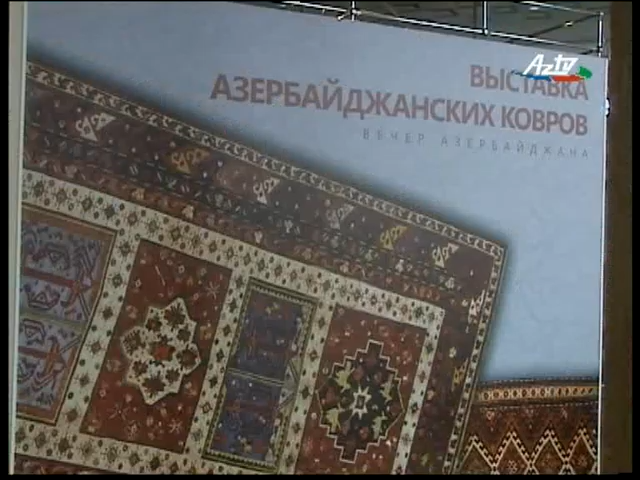 AzTV
ВЫСТАВКА
АЗЕРБАЙДЖАНСКИХ КОВРОВ
ВЕЧЕР АЗЕРБАЙДЖАНА